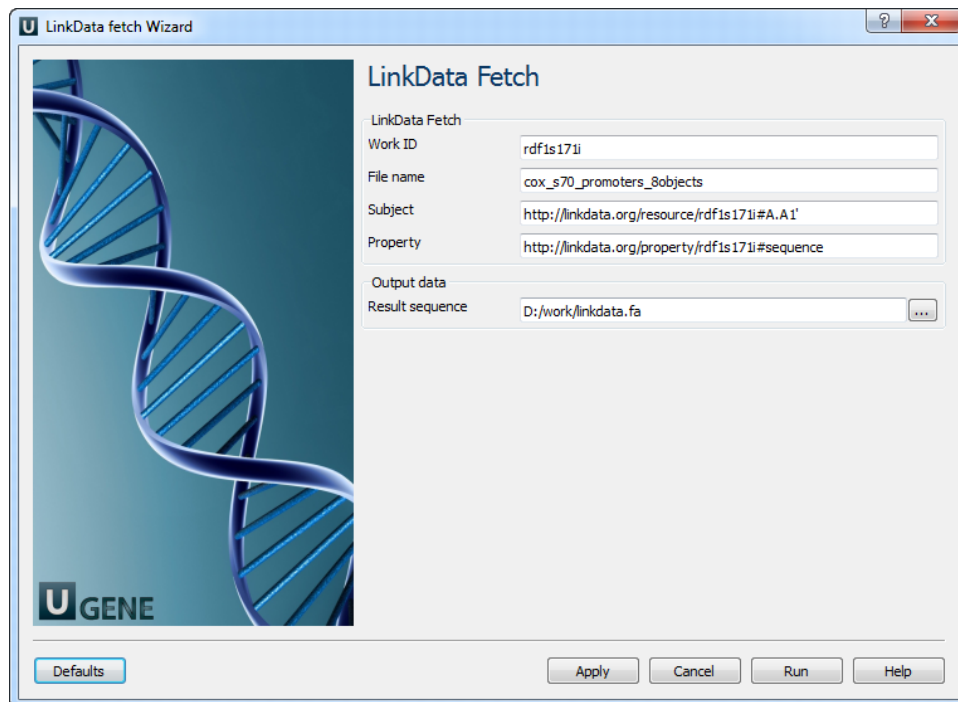 U LinkData fetch Wizard
? X
LinkData Fetch
LinkData Fetch
Work ID rdf1s171i
File name cox_s70_promoters_8objects
Subject http://linkdata.org/resource/rdf1s171i#A.A1'
Property http://linkdata.org/property/rdf1s171i#sequence
Output data
Result sequence D:/work/linkdata.fa ...
U GENE
Defaults Apply Cancel Run Help